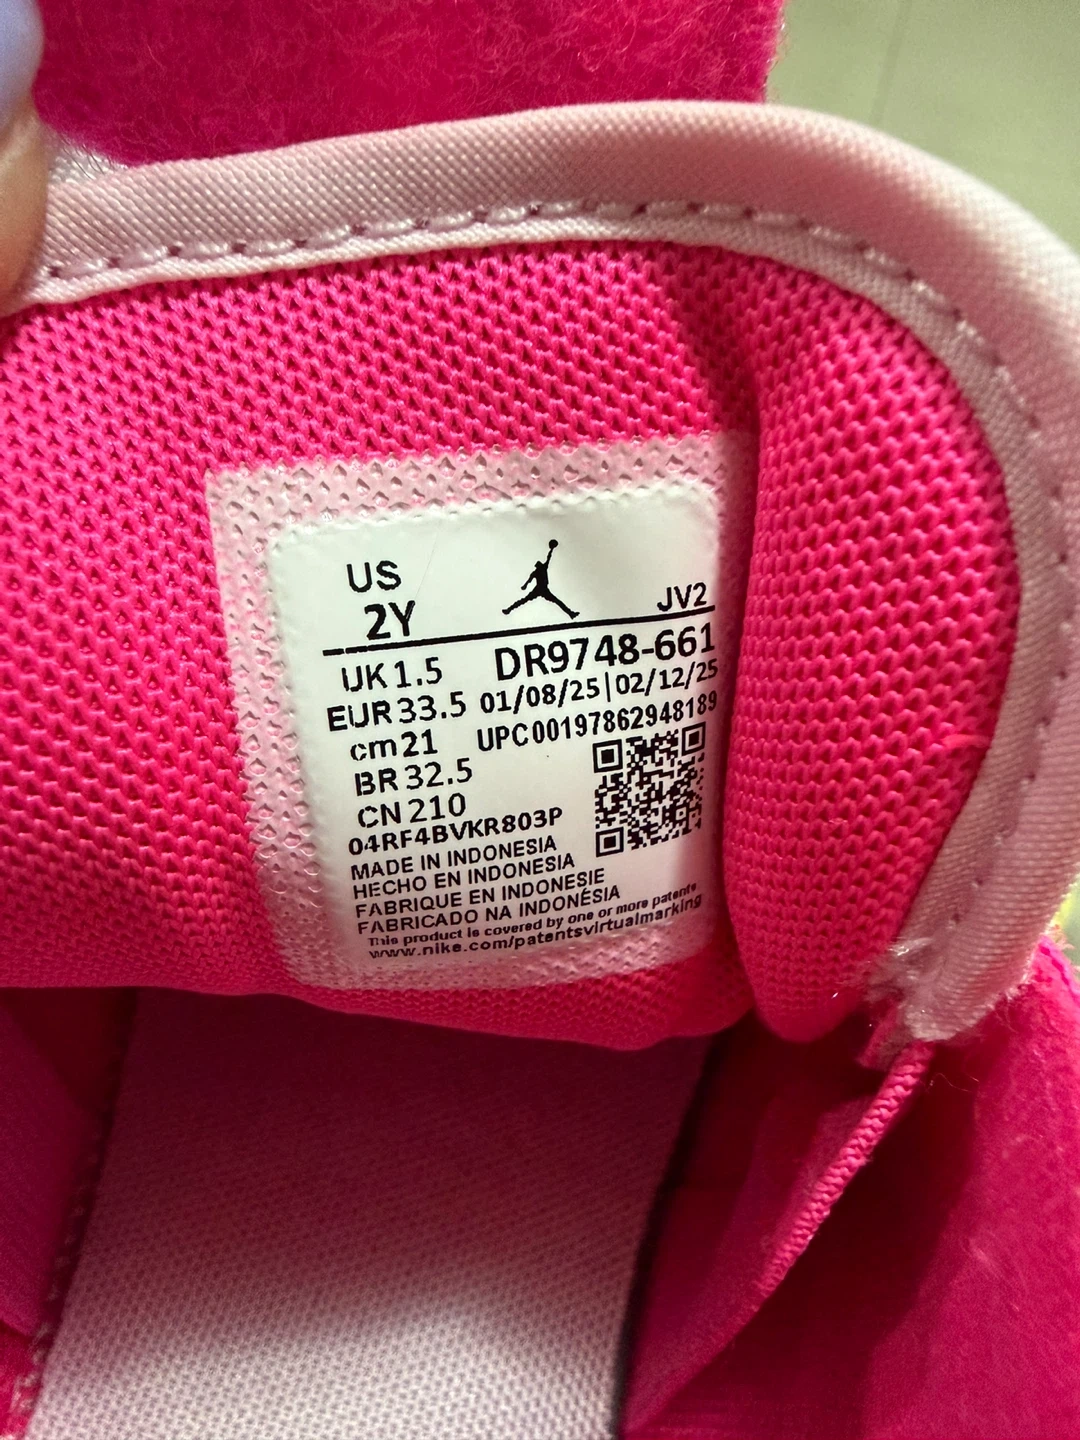 US
2Y
JV2
UK 1.5
DR9748-661
EUR 33.5
01/08/25|02/12/25
cm 21
UPC00197862948189
BR 32.5
CN 210
04RF4BVKR803P
MADE IN INDONESIA
HECHO EN INDONESIA
FABRIQUE EN INDONESIE
FABRICADO NA INDONÉSIA
This product is covered by one or more patents
www.nike.com/patentsvirtualmarking